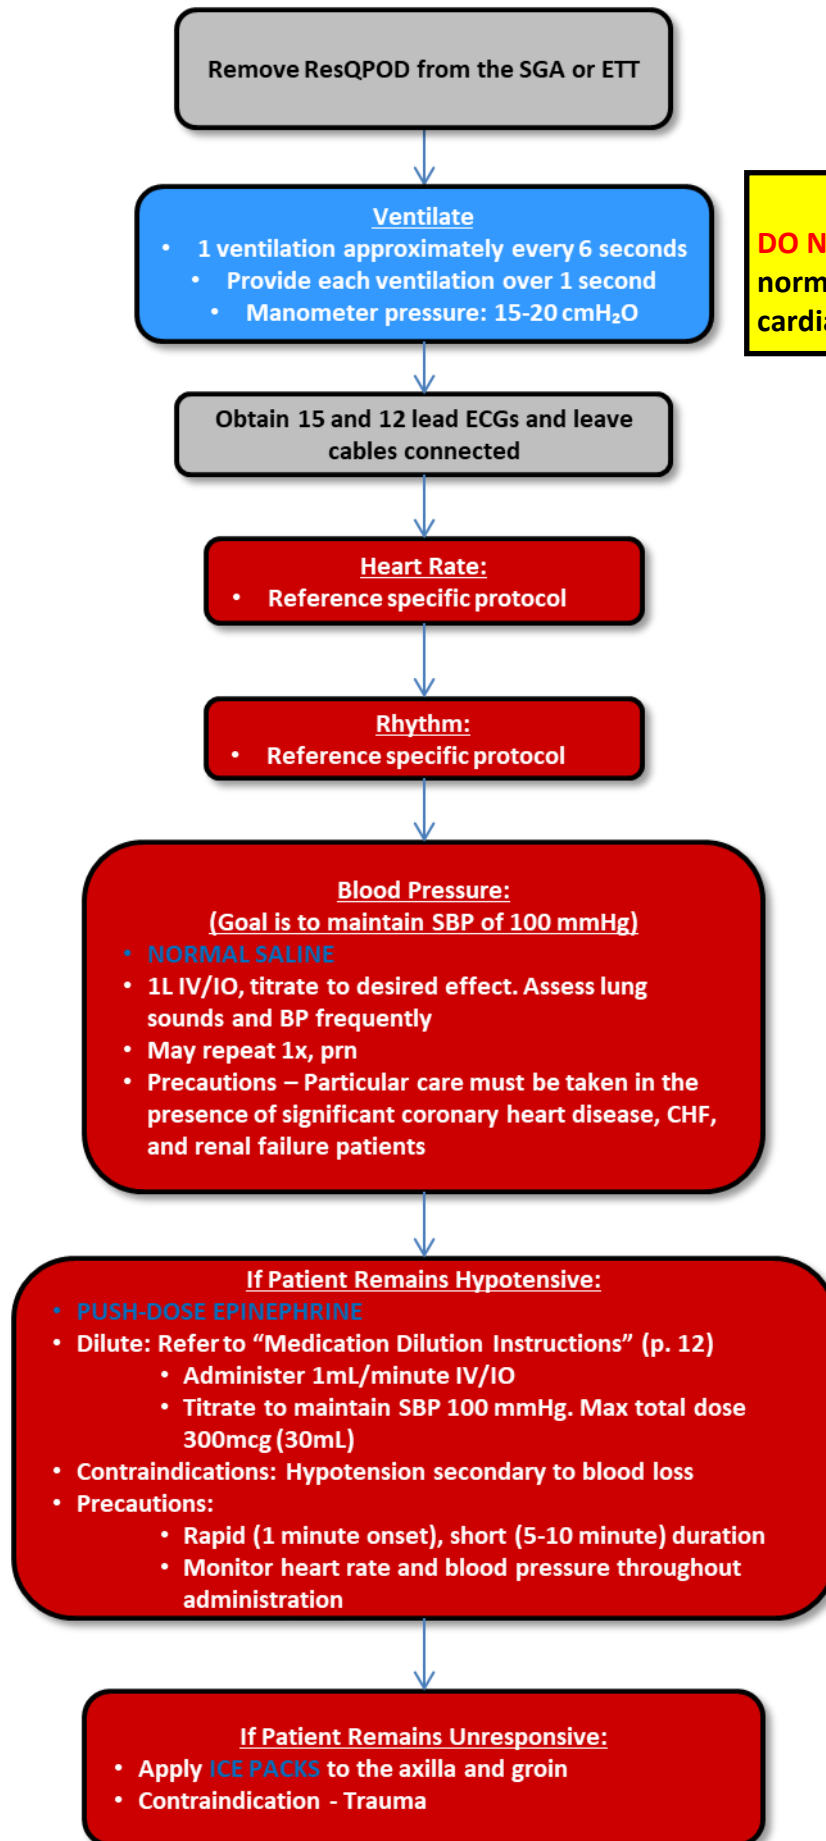 Remove ResQPOD from the SGA or ETT
Ventilate
• 1 ventilation approximately every 6 seconds
• Provide each ventilation over 1 second
• Manometer pressure: 15-20 cmH₂O
DO N
norm
cardia
Obtain 15 and 12 lead ECGs and leave
cables connected
Heart Rate:
• Reference specific protocol
Rhythm:
• Reference specific protocol
Blood Pressure:
(Goal is to maintain SBP of 100 mmHg)
• NORMAL SALINE
• 1L IV/IO, titrate to desired effect. Assess lung
sounds and BP frequently
• May repeat 1x, prn
• Precautions – Particular care must be taken in the
presence of significant coronary heart disease, CHF,
and renal failure patients
If Patient Remains Hypotensive:
• PUSH-DOSE EPINEPHRINE
• Dilute: Refer to “Medication Dilution Instructions” (p. 12)
• Administer 1mL/minute IV/IO
• Titrate to maintain SBP 100 mmHg. Max total dose
300mcg (30mL)
• Contraindications: Hypotension secondary to blood loss
• Precautions:
• Rapid (1 minute onset), short (5-10 minute) duration
• Monitor heart rate and blood pressure throughout
administration
If Patient Remains Unresponsive:
• Apply ICE PACKS to the axilla and groin
• Contraindication - Trauma